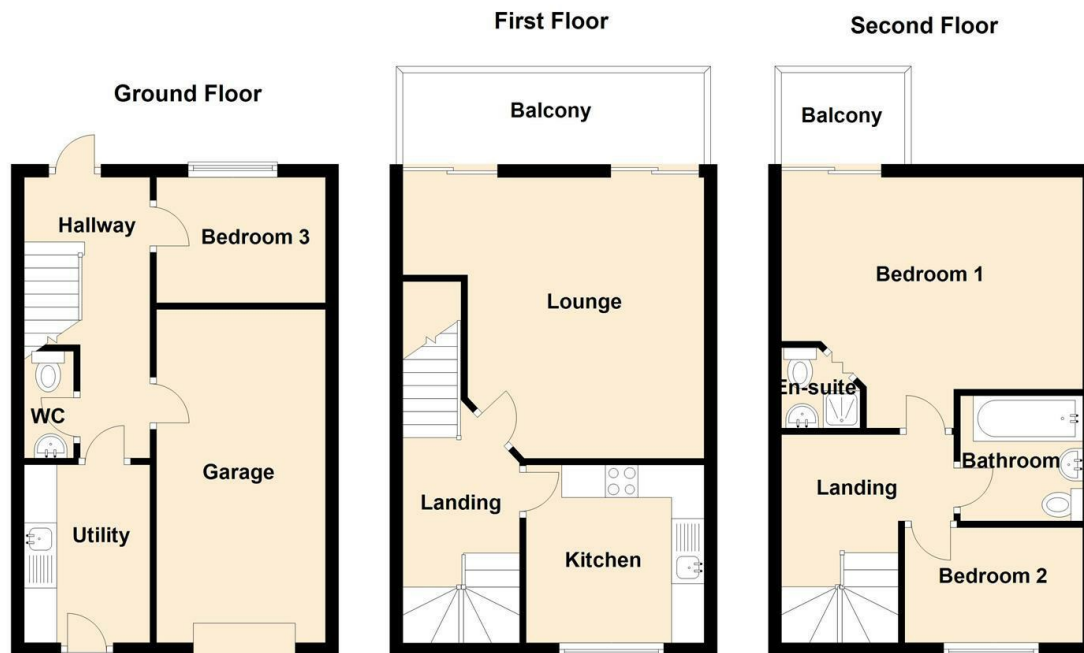 Ground Floor
Hallway
Bedroom 3
WC
Garage
Utility
First Floor
Balcony
Lounge
Landing
Kitchen
Second Floor
Balcony
Bedroom 1
En-suite
Bathroom
Landing
Bedroom 2